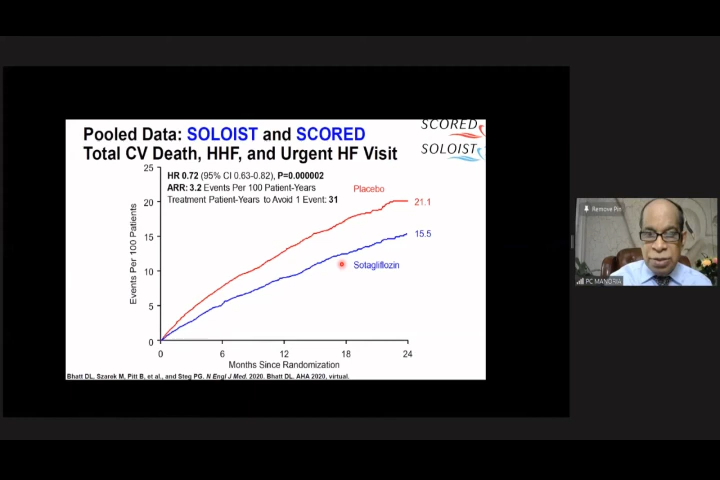 Pooled Data: SOLOIST and SCORED
Total CV Death, HHF, and Urgent HF Visit
SCORED
SOLOIST
HR 0.72 (95% CI 0.63-0.82), P=0.000002
ARR: 3.2 Events Per 100 Patient-Years
Treatment Patient-Years to Avoid 1 Event: 31
Placebo
21.1
15.5
Sotagliflozin
Events Per 100 Patients
25
20
15
10
5
0
0 6 12 18 24
Months Since Randomization
Bhatt DL, Szarek M, Pitt B, et al., and Steg PG. N Engl J Med. 2020. Bhatt DL. AHA 2020, virtual.
Remove Pin
PC MANORIA